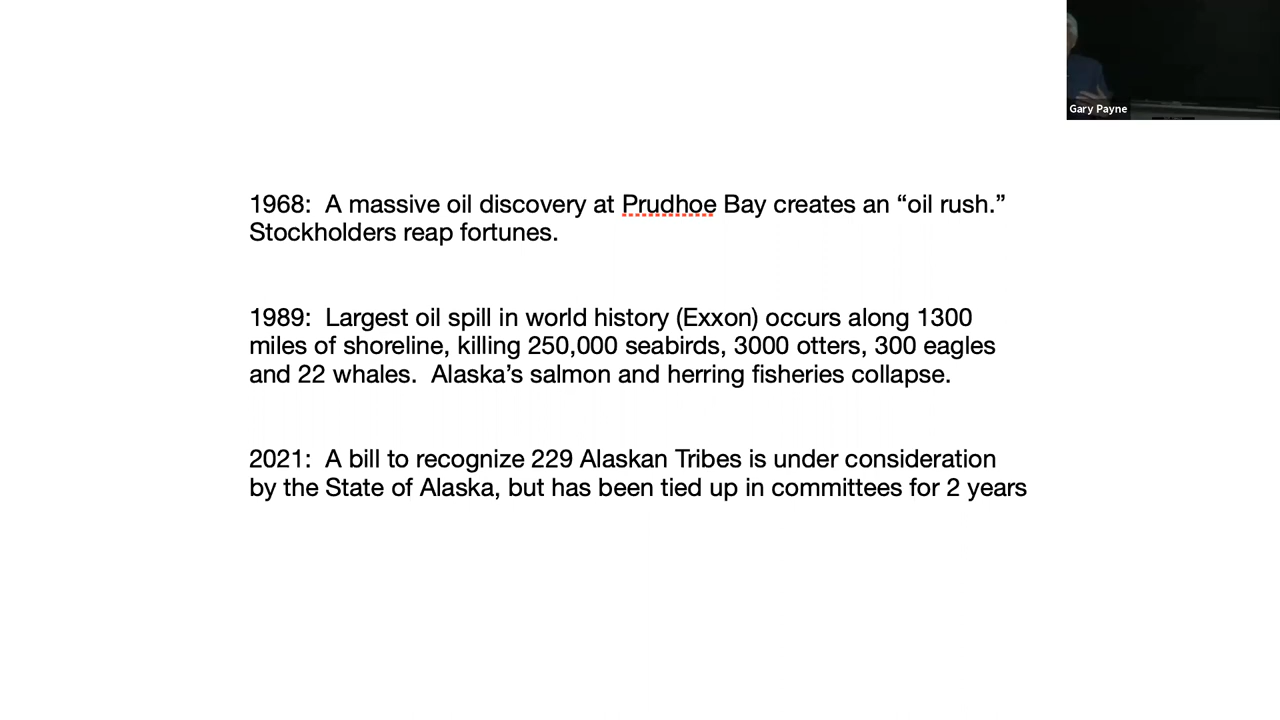 Gary Payne
1968:  A massive oil discovery at Prudhoe Bay creates an “oil rush.”
Stockholders reap fortunes.
1989:  Largest oil spill in world history (Exxon) occurs along 1300
miles of shoreline, killing 250,000 seabirds, 3000 otters, 300 eagles
and 22 whales.  Alaska’s salmon and herring fisheries collapse.
2021:  A bill to recognize 229 Alaskan Tribes is under consideration
by the State of Alaska, but has been tied up in committees for 2 years